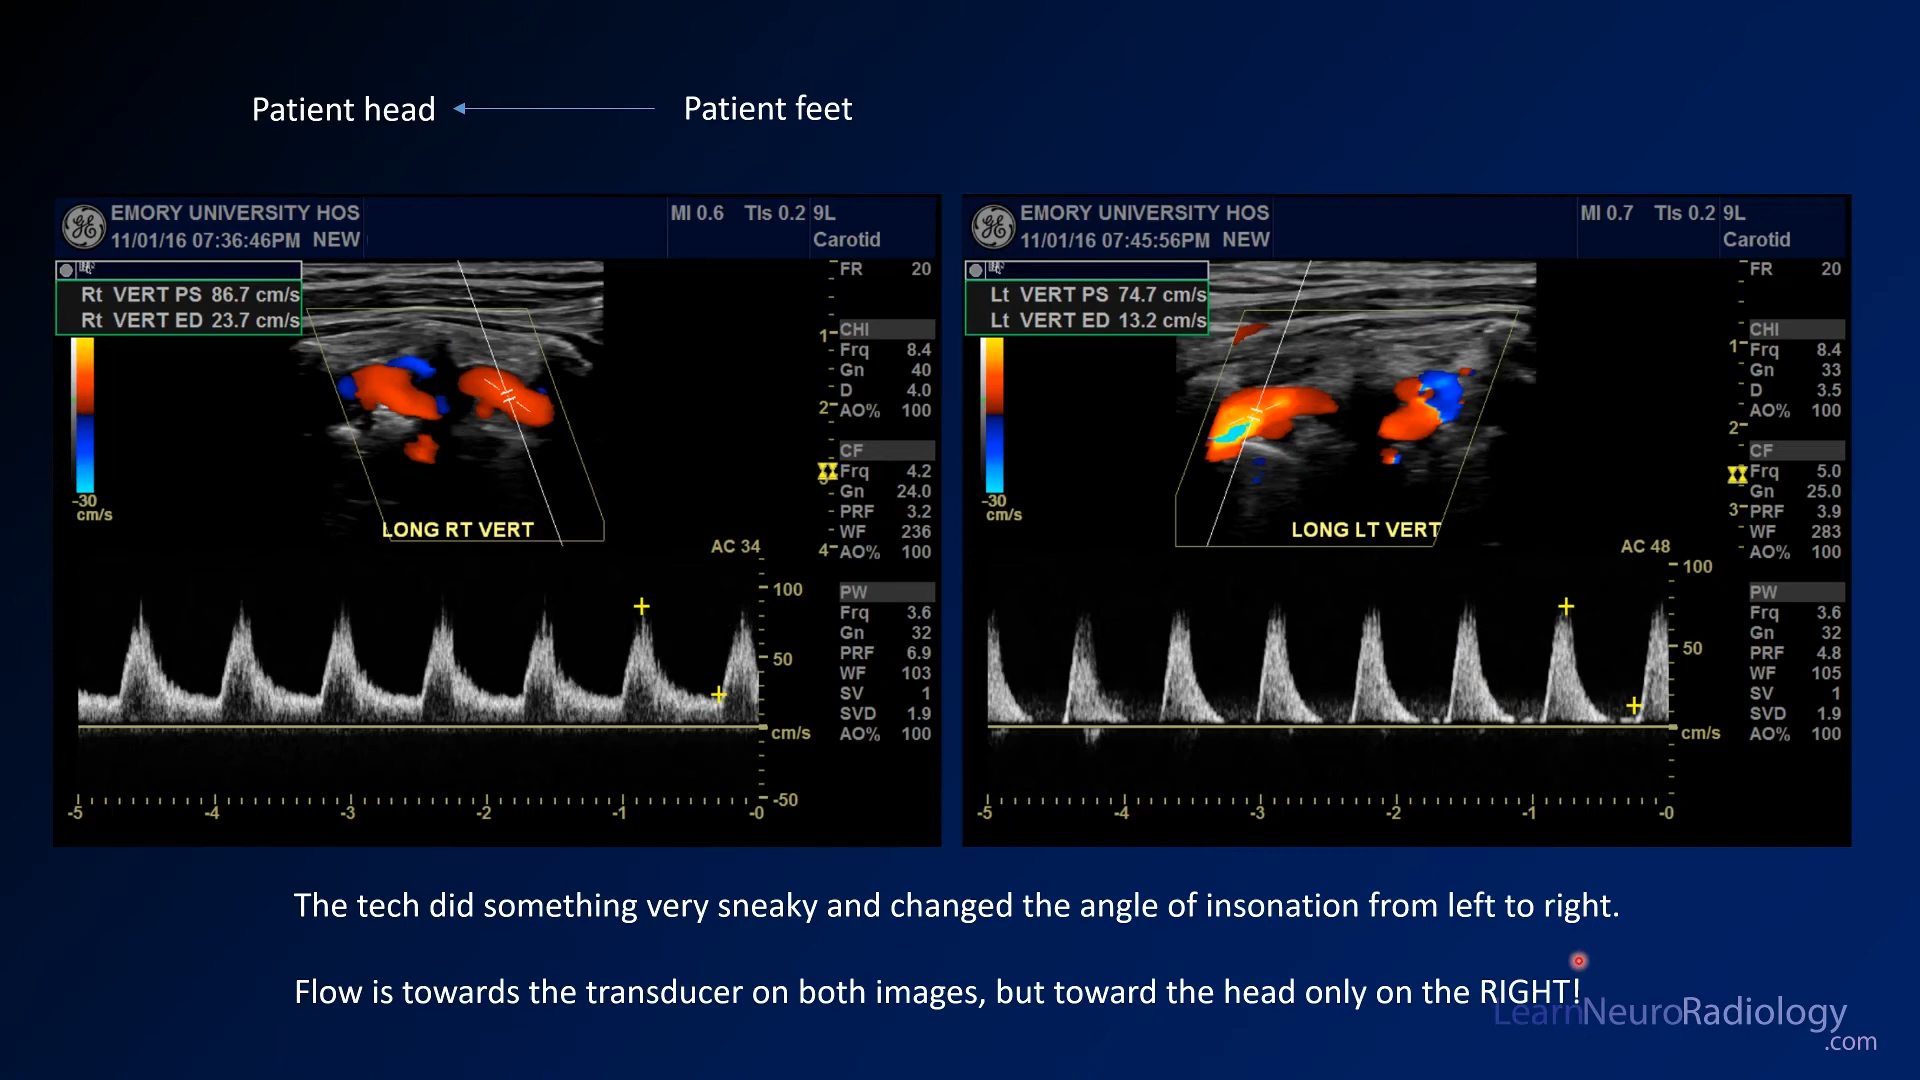 Patient head
Patient feet
GE
EMORY UNIVERSITY HOS
11/01/16 07:36:46PM NEW
MI 0.6 TIs 0.2 9L
Carotid
Rt VERT PS 86.7 cm/s
Rt VERT ED 23.7 cm/s
-30
cm/s
LONG RT VERT
1
2
4
FR 20
CHI
Frq 8.4
Gn 40
D 4.0
AO% 100
CF
Frq 4.2
Gn 24.0
PRF 3.2
WF 236
AO% 100
AC 34
100
50
cm/s
-50
PW
Frq 3.6
Gn 32
PRF 6.9
WF 103
SV 1
SVD 1.9
AO% 100
-5 -4 -3 -2 -1 -0
GE
EMORY UNIVERSITY HOS
11/01/16 07:45:56PM NEW
MI 0.7 TIs 0.2 9L
Carotid
Lt VERT PS 74.7 cm/s
Lt VERT ED 13.2 cm/s
-30
cm/s
LONG LT VERT
1
2
3
FR 20
CHI
Frq 8.4
Gn 33
D 3.5
AO% 100
CF
Frq 5.0
Gn 25.0
PRF 3.9
WF 283
AO% 100
AC 48
100
50
cm/s
PW
Frq 3.6
Gn 32
PRF 4.8
WF 105
SV 1
SVD 1.9
AO% 100
-5 -4 -3 -2 -1 -0
The tech did something very sneaky and changed the angle of insonation from left to right.
Flow is towards the transducer on both images, but toward the head only on the RIGHT!
LearnNeuroRadiology
.com